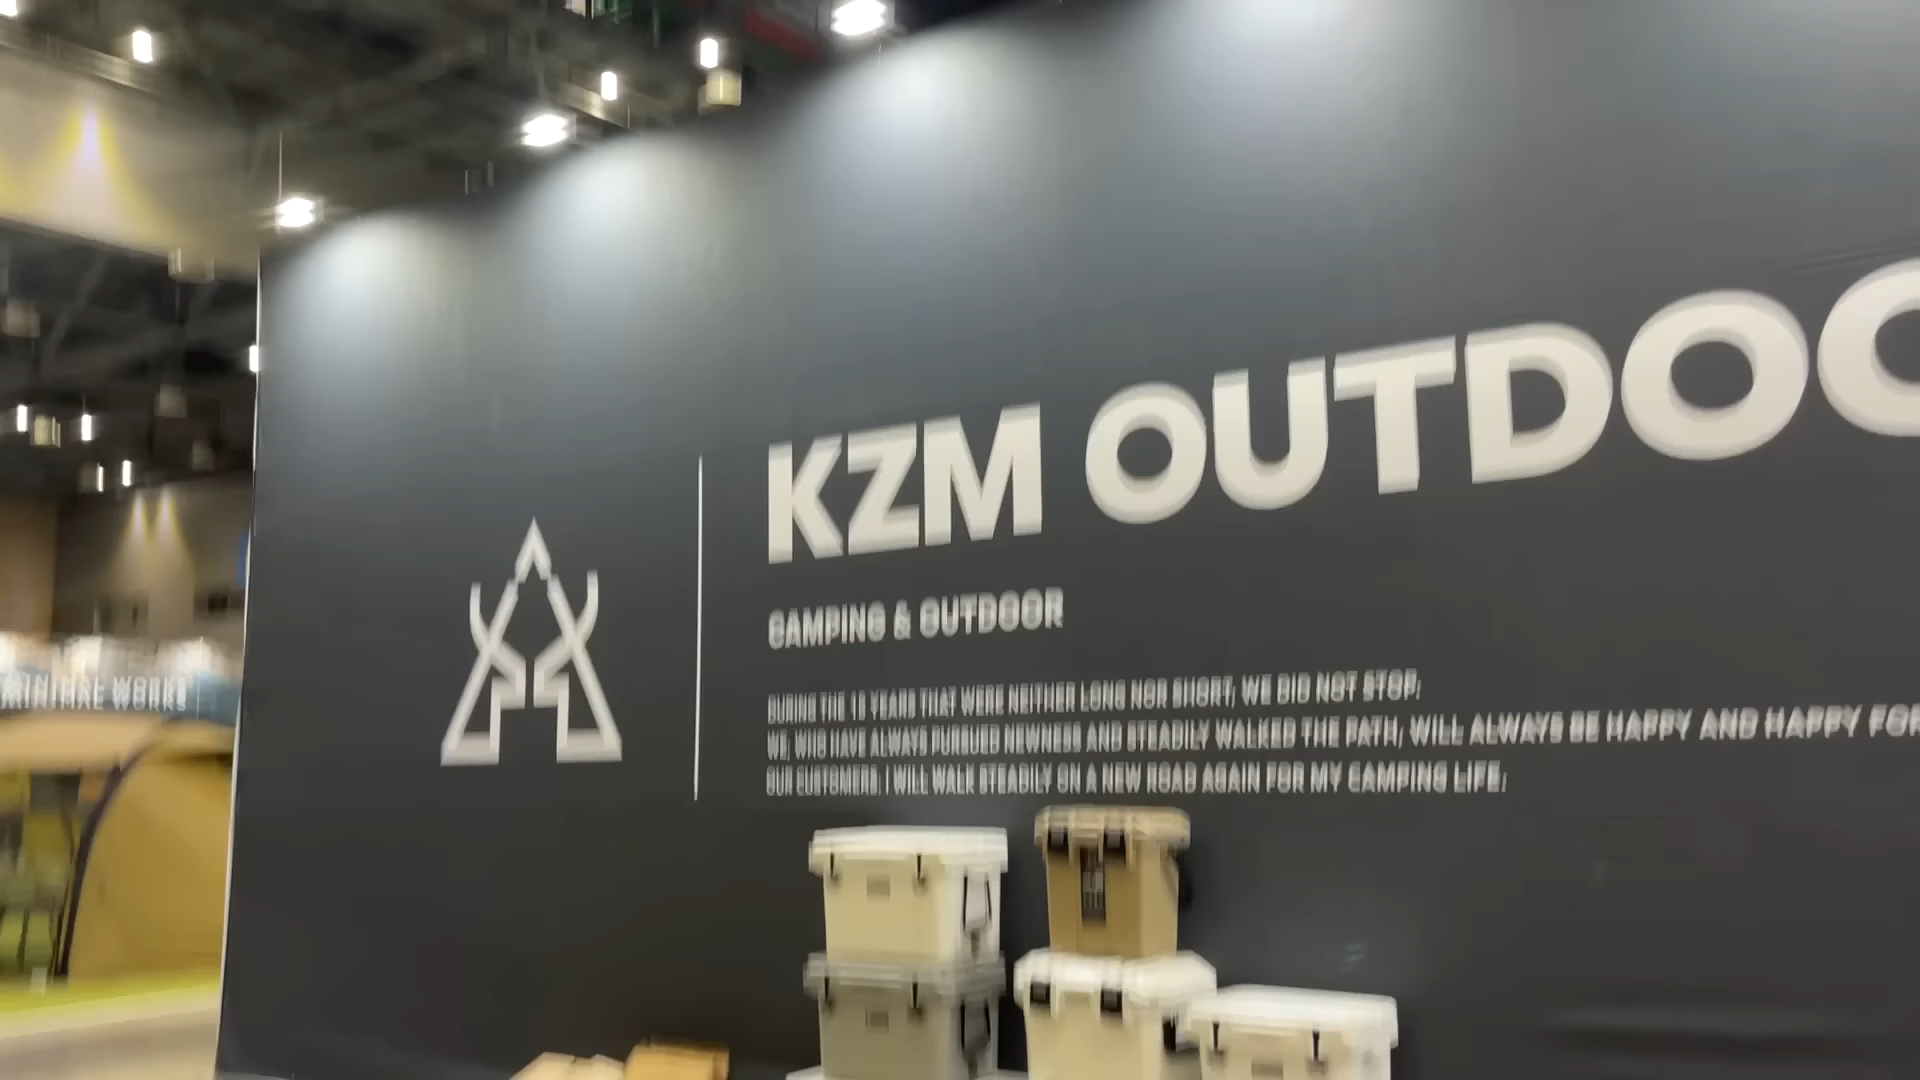 KZM OUTDOO
CAMPING & OUTDOOR
DURING THE YEARS THAT WERE NEITHER LONG NOR SHORT, WE DID NOT STOP;
WE, WHO HAVE ALWAYS PURSUED NEWNESS AND STEADILY WALKED THE PATH, WILL ALWAYS BE HAPPY AND HAPPY FOR
OUR CUSTOMERS; I WILL WALK STEADILY ON A NEW ROAD AGAIN FOR MY CAMPING LIFE;
MINIMAL WORKS